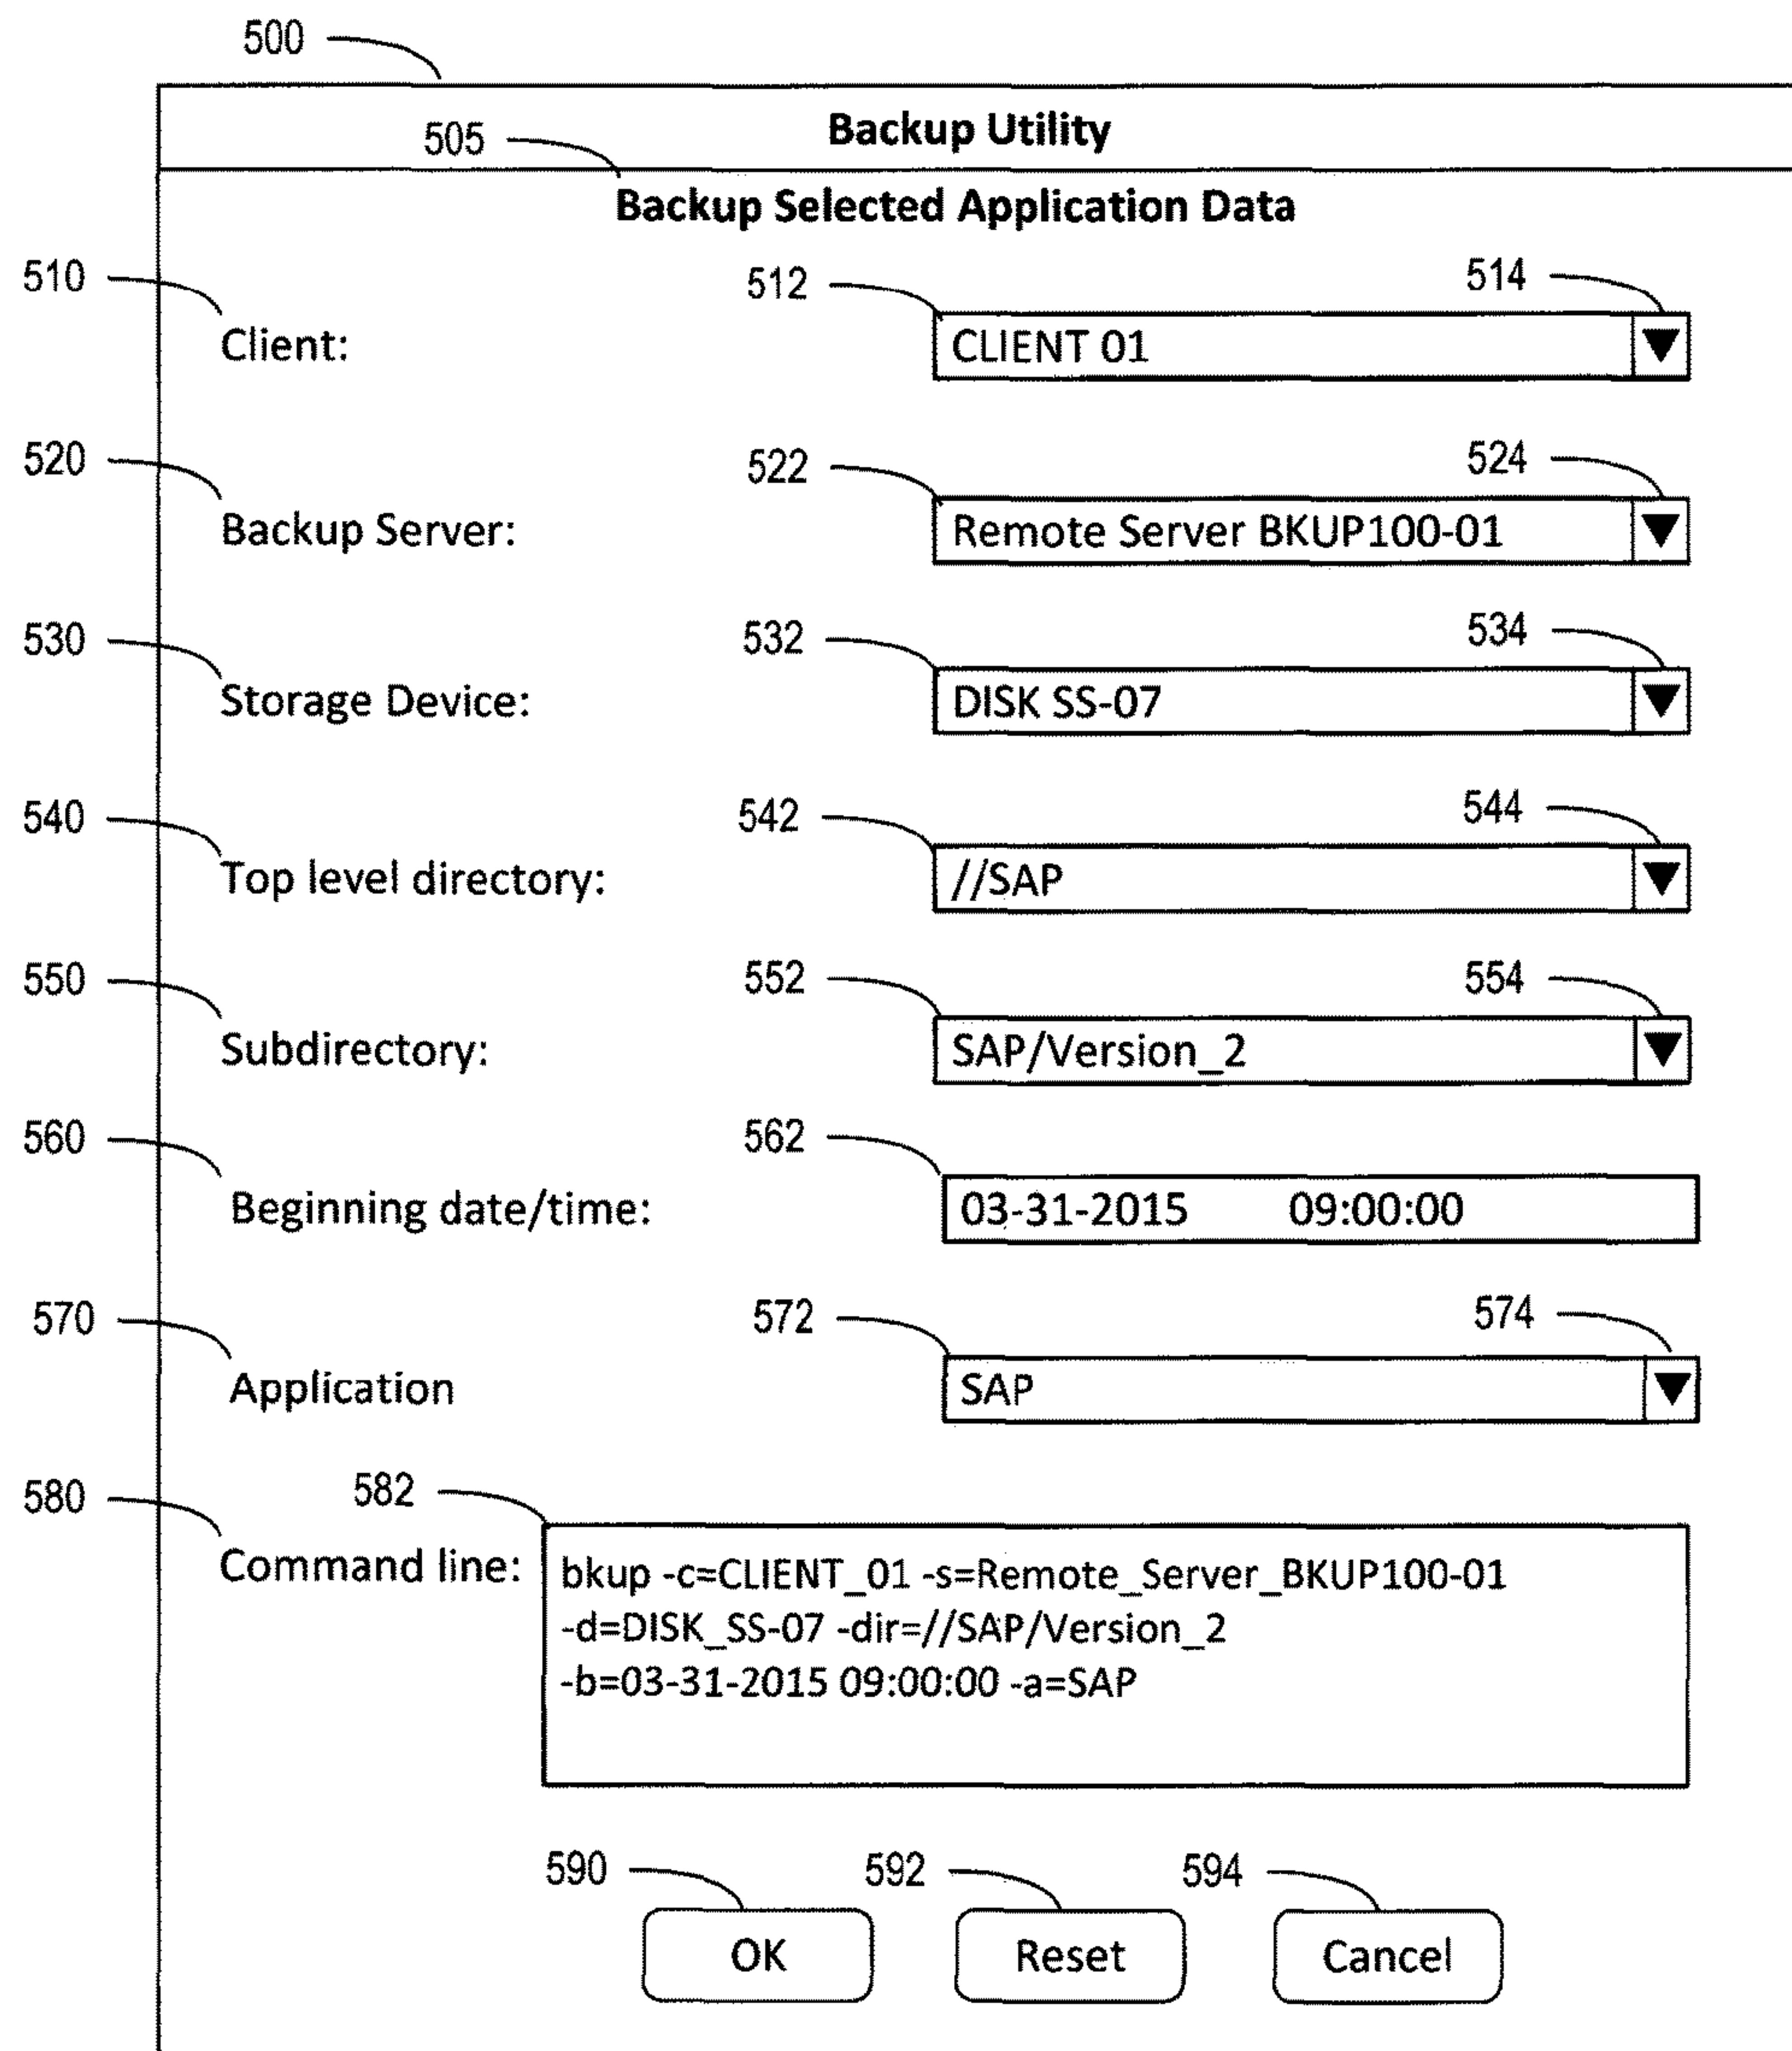 500
Backup Utility
505
Backup Selected Application Data
510
512
514
Client:
CLIENT 01
520
522
524
Backup Server:
Remote Server BKUP100-01
530
532
534
Storage Device:
DISK SS-07
540
542
544
Top level directory:
//SAP
550
552
554
Subdirectory:
SAP/Version_2
560
562
Beginning date/time:
03-31-2015 09:00:00
570
572
574
Application
SAP
580
582
Command line:
bkup -c=CLIENT_01 -s=Remote_Server_BKUP100-01
-d=DISK_SS-07 -dir=//SAP/Version_2
-b=03-31-2015 09:00:00 -a=SAP
590
592
594
OK
Reset
Cancel